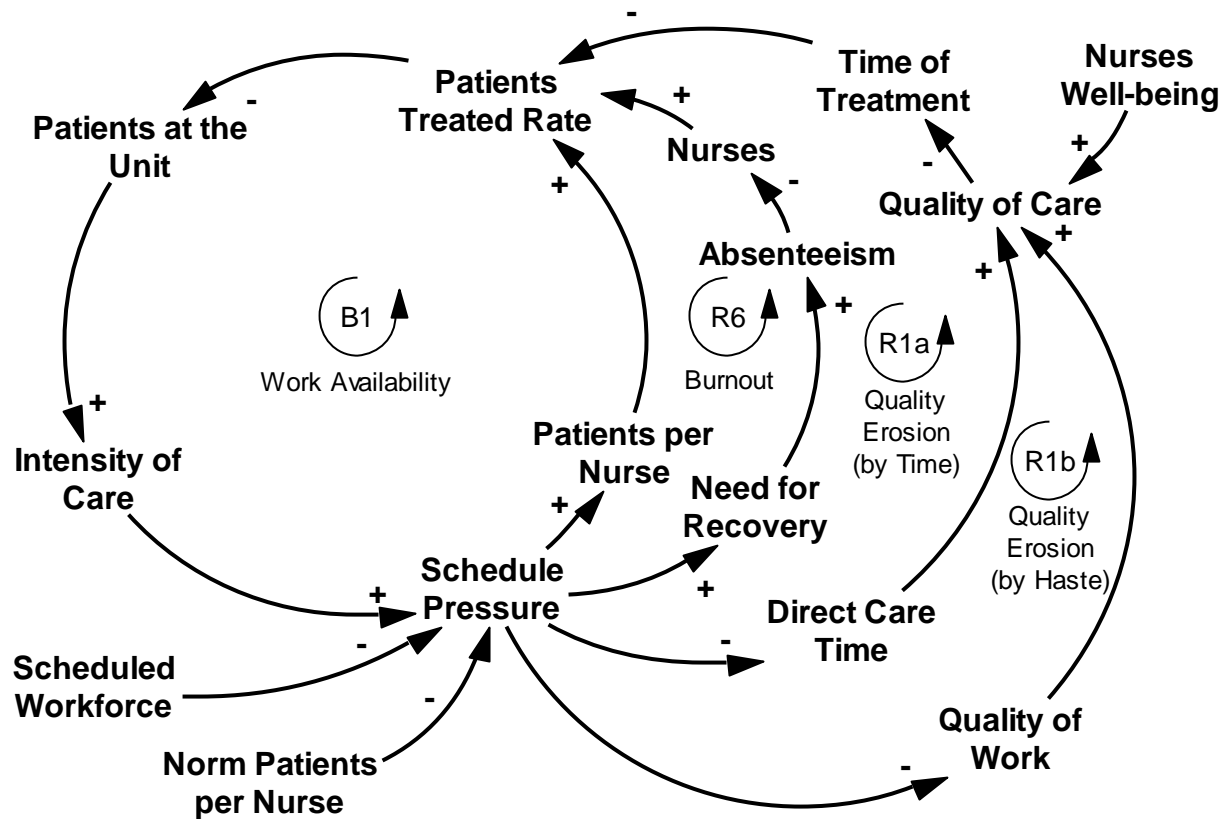 -
-
Patients
Treated Rate
Time of
Treatment
Nurses
Well-being
-
Patients at the
Unit
+
Nurses
+
-
+
-
Quality of Care
+
Absenteeism
+
+
B1
Work Availability
R6
Burnout
R1a
Quality
Erosion
(by Time)
+
Intensity of
Care
Patients per
Nurse
+
Need for
Recovery
R1b
Quality
Erosion
(by Haste)
+
Schedule
Pressure
+
-
-
Direct Care
Time
Scheduled
Workforce
-
Norm Patients
per Nurse
-
Quality of
Work